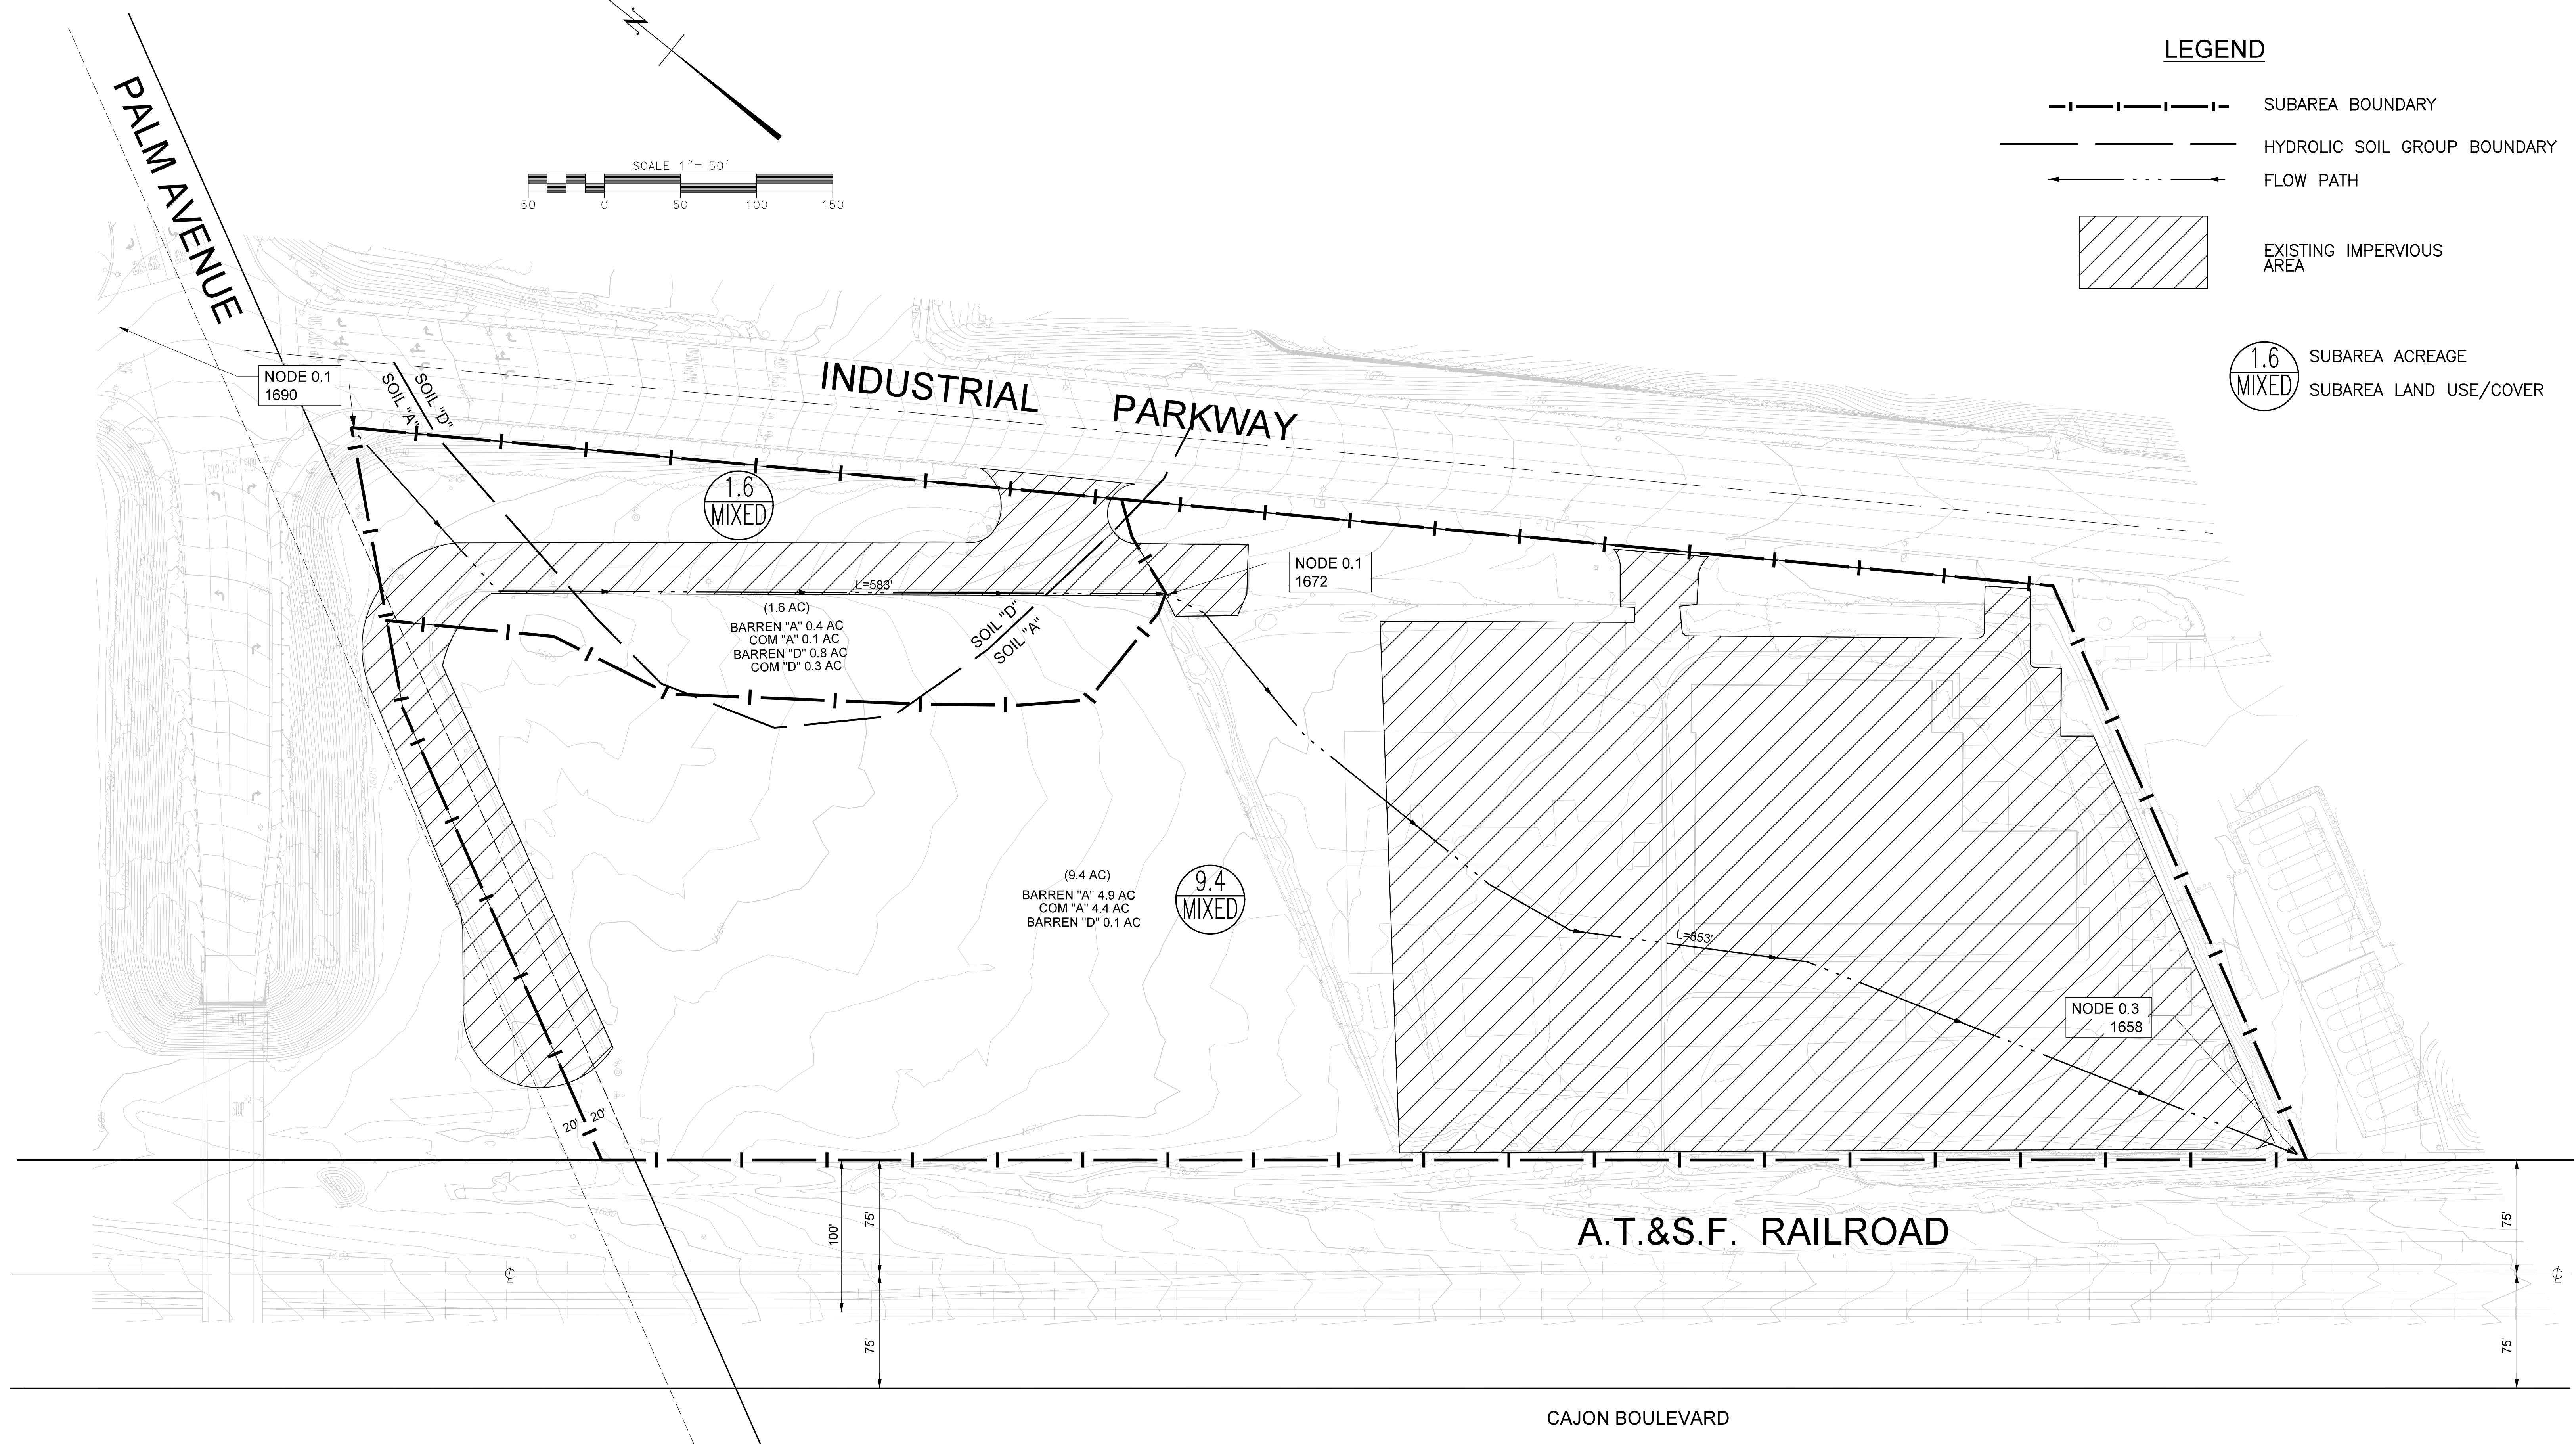 N
LEGEND
SUBAREA BOUNDARY
HYDROLIC SOIL GROUP BOUNDARY
FLOW PATH
EXISTING IMPERVIOUS
AREA
1.6
MIXED
SUBAREA ACREAGE
SUBAREA LAND USE/COVER
SCALE 1"= 50'
50 0 50 100 150
PALM AVENUE
INDUSTRIAL PARKWAY
NODE 0.1
1690
SOIL "D"
SOIL "A"
1.6
MIXED
L=583'
(1.6 AC)
BARREN "A" 0.4 AC
COM "A" 0.1 AC
BARREN "D" 0.8 AC
COM "D" 0.3 AC
SOIL "D"
SOIL "A"
NODE 0.1
1672
(9.4 AC)
BARREN "A" 4.9 AC
COM "A" 4.4 AC
BARREN "D" 0.1 AC
9.4
MIXED
L=853'
NODE 0.3
1658
20' 20'
100'
75'
75'
75'
75'
A.T.&S.F. RAILROAD
CAJON BOULEVARD